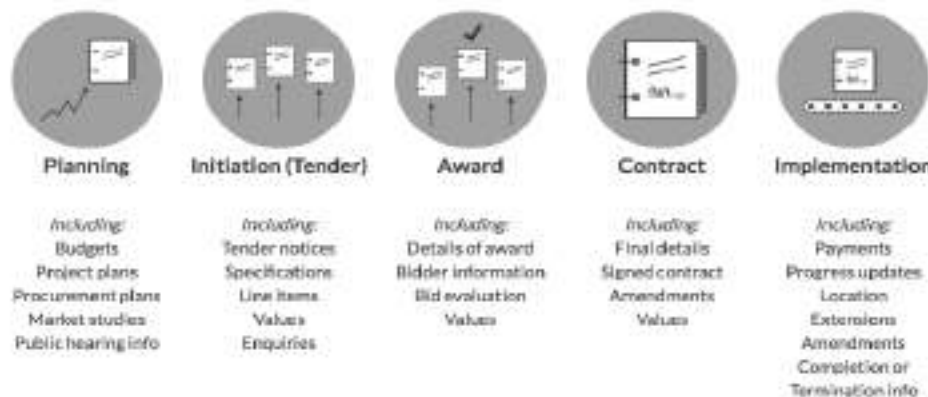 Planning
Including:
Budgets
Project plans
Procurement plans
Market studies
Public hearing info
Initiation (Tender)
Including:
Tender notices
Specifications
Line items
Values
Enquiries
Award
Including:
Details of award
Bidder information
Bid evaluation
Values
Contract
Including:
Final details
Signed contract
Amendments
Values
Implementation
Including:
Payments
Progress updates
Location
Extensions
Amendments
Completion or
Termination info